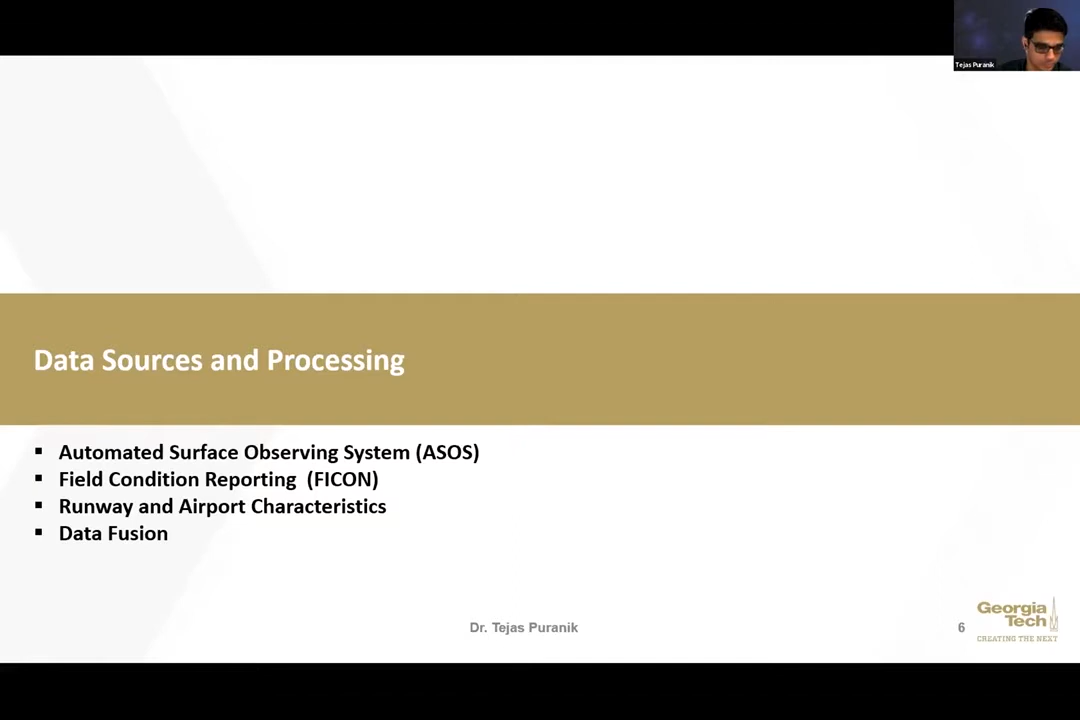 Tejas Puranik
Data Sources and Processing
▪ Automated Surface Observing System (ASOS)
▪ Field Condition Reporting (FICON)
▪ Runway and Airport Characteristics
▪ Data Fusion
Dr. Tejas Puranik
6
Georgia
Tech
CREATING THE NEXT